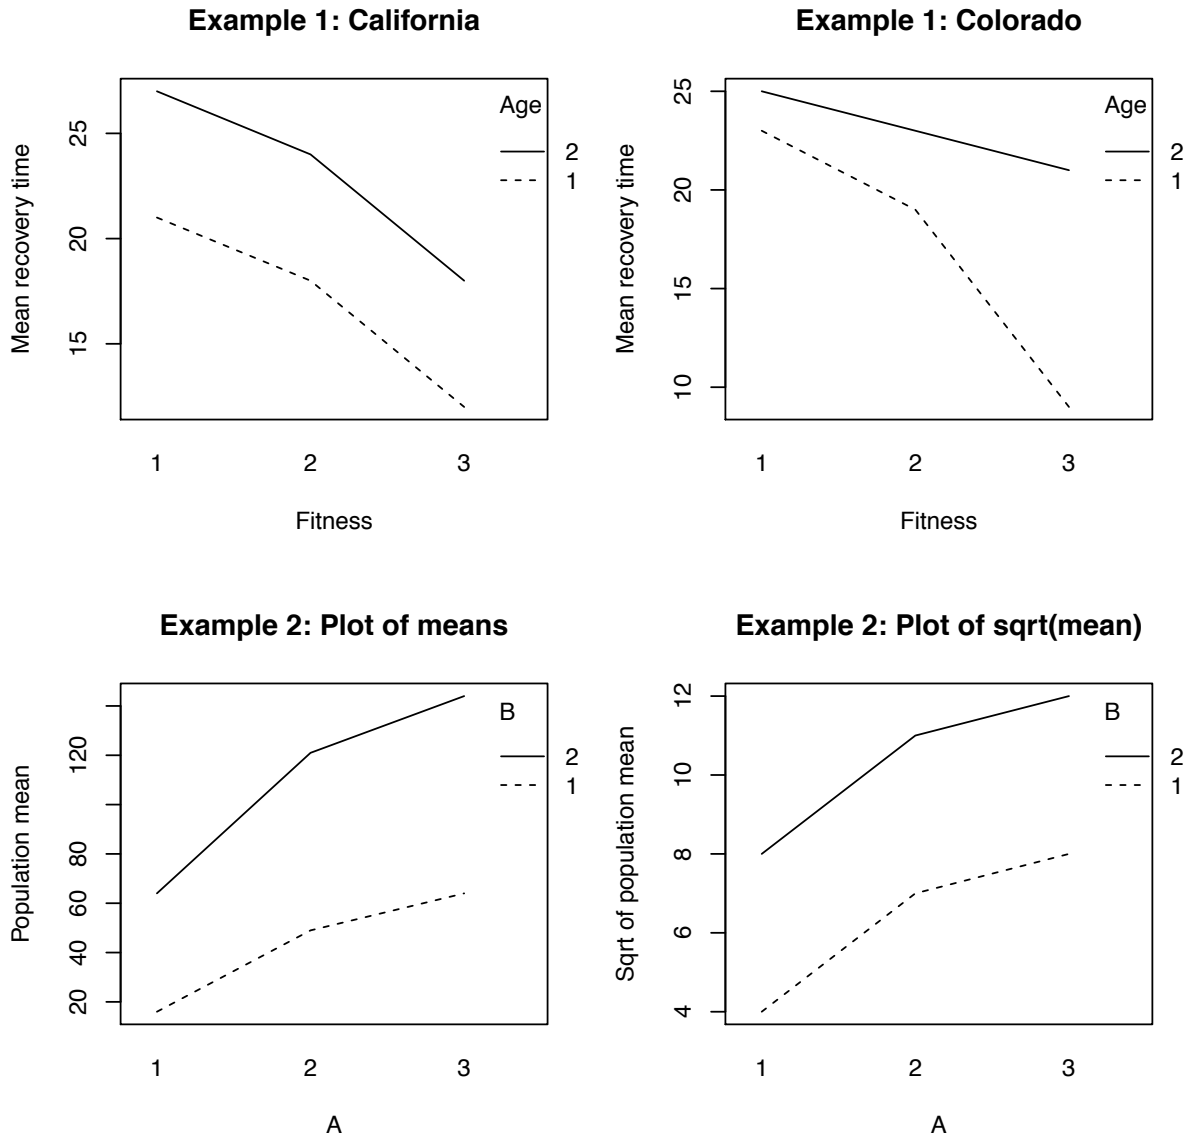 Example 1: California
Mean recovery time
25
20
15
1 2 3
Fitness
Age
2
1
Example 1: Colorado
Mean recovery time
25
20
15
10
1 2 3
Fitness
Age
2
1
Example 2: Plot of means
Population mean
120
80
60
40
20
1 2 3
A
B
2
1
Example 2: Plot of sqrt(mean)
Sqrt of population mean
12
10
8
6
4
1 2 3
A
B
2
1